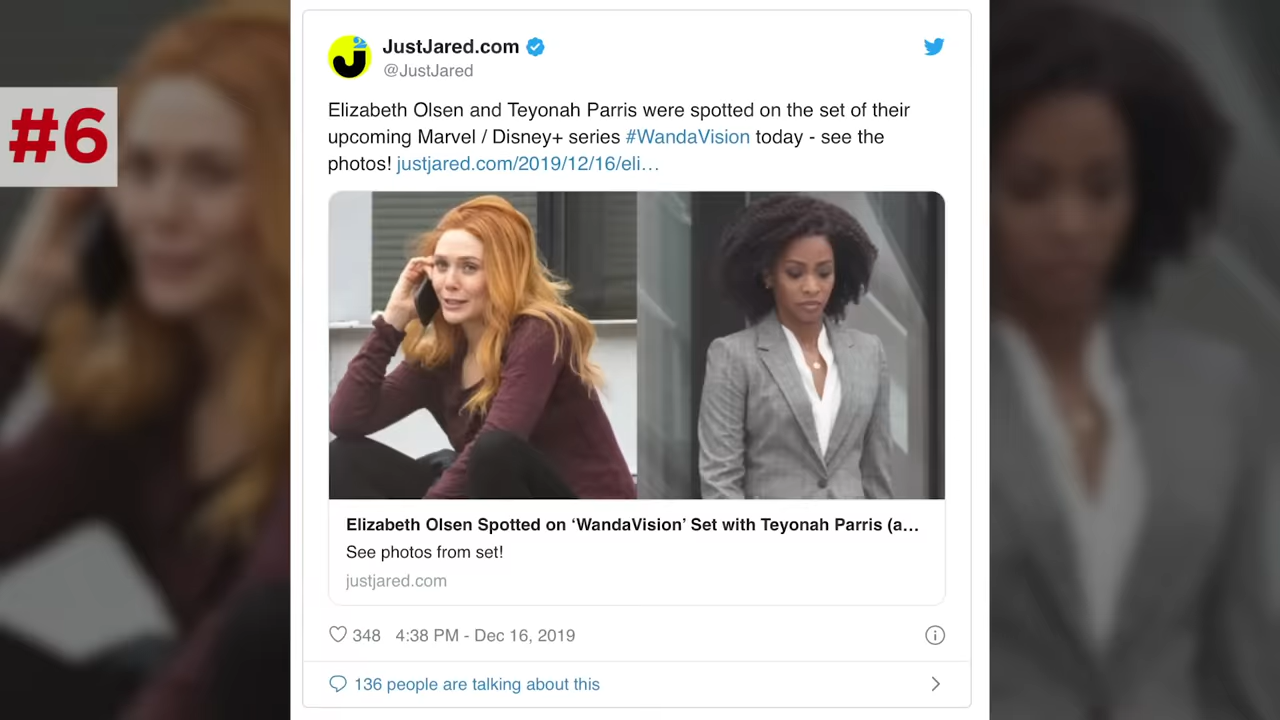 #6
JustJared.com
@JustJared
Elizabeth Olsen and Teyonah Parris were spotted on the set of their
upcoming Marvel / Disney+ series #WandaVision today - see the
photos! justjared.com/2019/12/16/eli…
Elizabeth Olsen Spotted on ‘WandaVision’ Set with Teyonah Parris (a…
See photos from set!
justjared.com
348 4:38 PM - Dec 16, 2019
136 people are talking about this